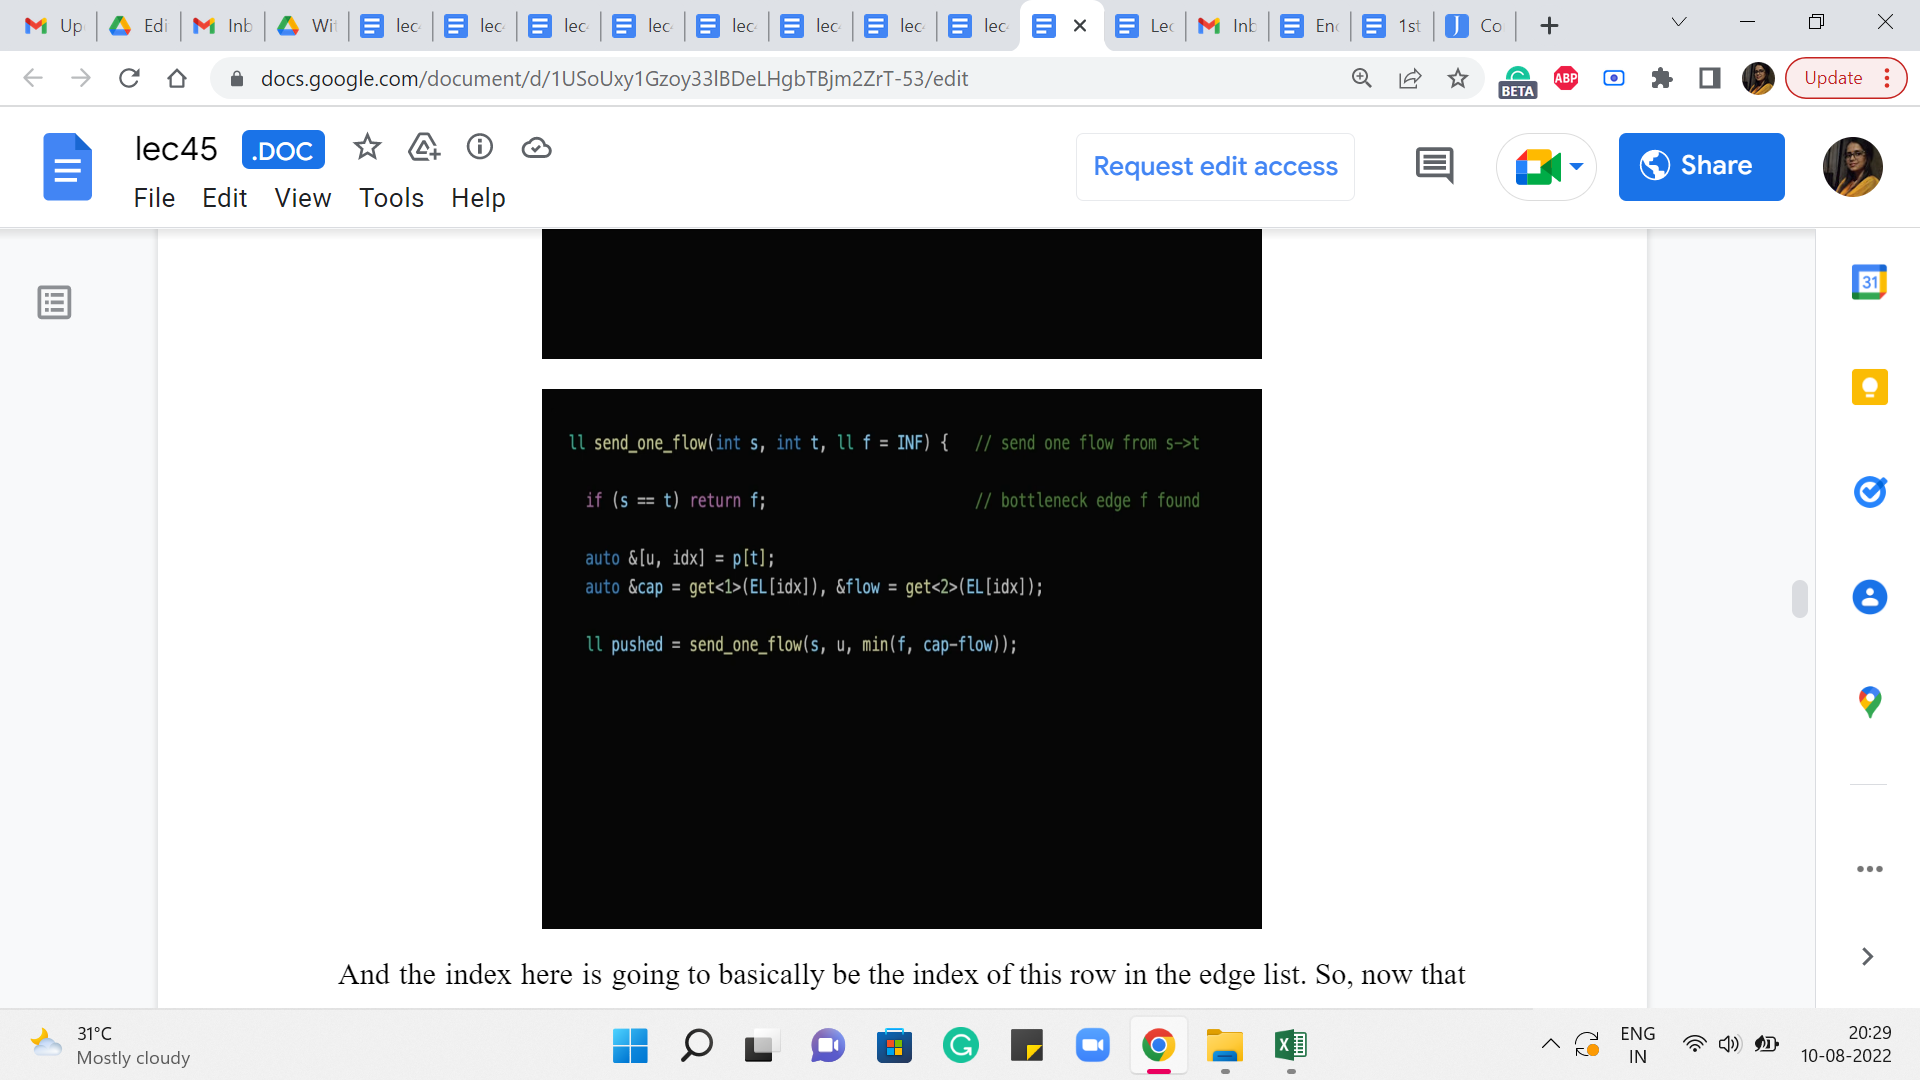 Up
Edi
Inb
Wi
lec
lec
lec
lec
lec
lec
lec
lec
Lec
Inb
Enc
1st
Co
docs.google.com/document/d/1USoUxy1Gzoy33lBDeLHgbTBjm2ZrT-53/edit
BETA
ABP
Update
lec45 .DOC
Request edit access
Share
File Edit View Tools Help
31
ll send_one_flow(int s, int t, ll f = INF) { // send one flow from s->t
if (s == t) return f; // bottleneck edge f found
auto &[u, idx] = p[t];
auto &cap = get<1>(EL[idx]), &flow = get<2>(EL[idx]);
ll pushed = send_one_flow(s, u, min(f, cap-flow));
And the index here is going to basically be the index of this row in the edge list. So, now that
31°C
Mostly cloudy
ENG
IN
20:29
10-08-2022